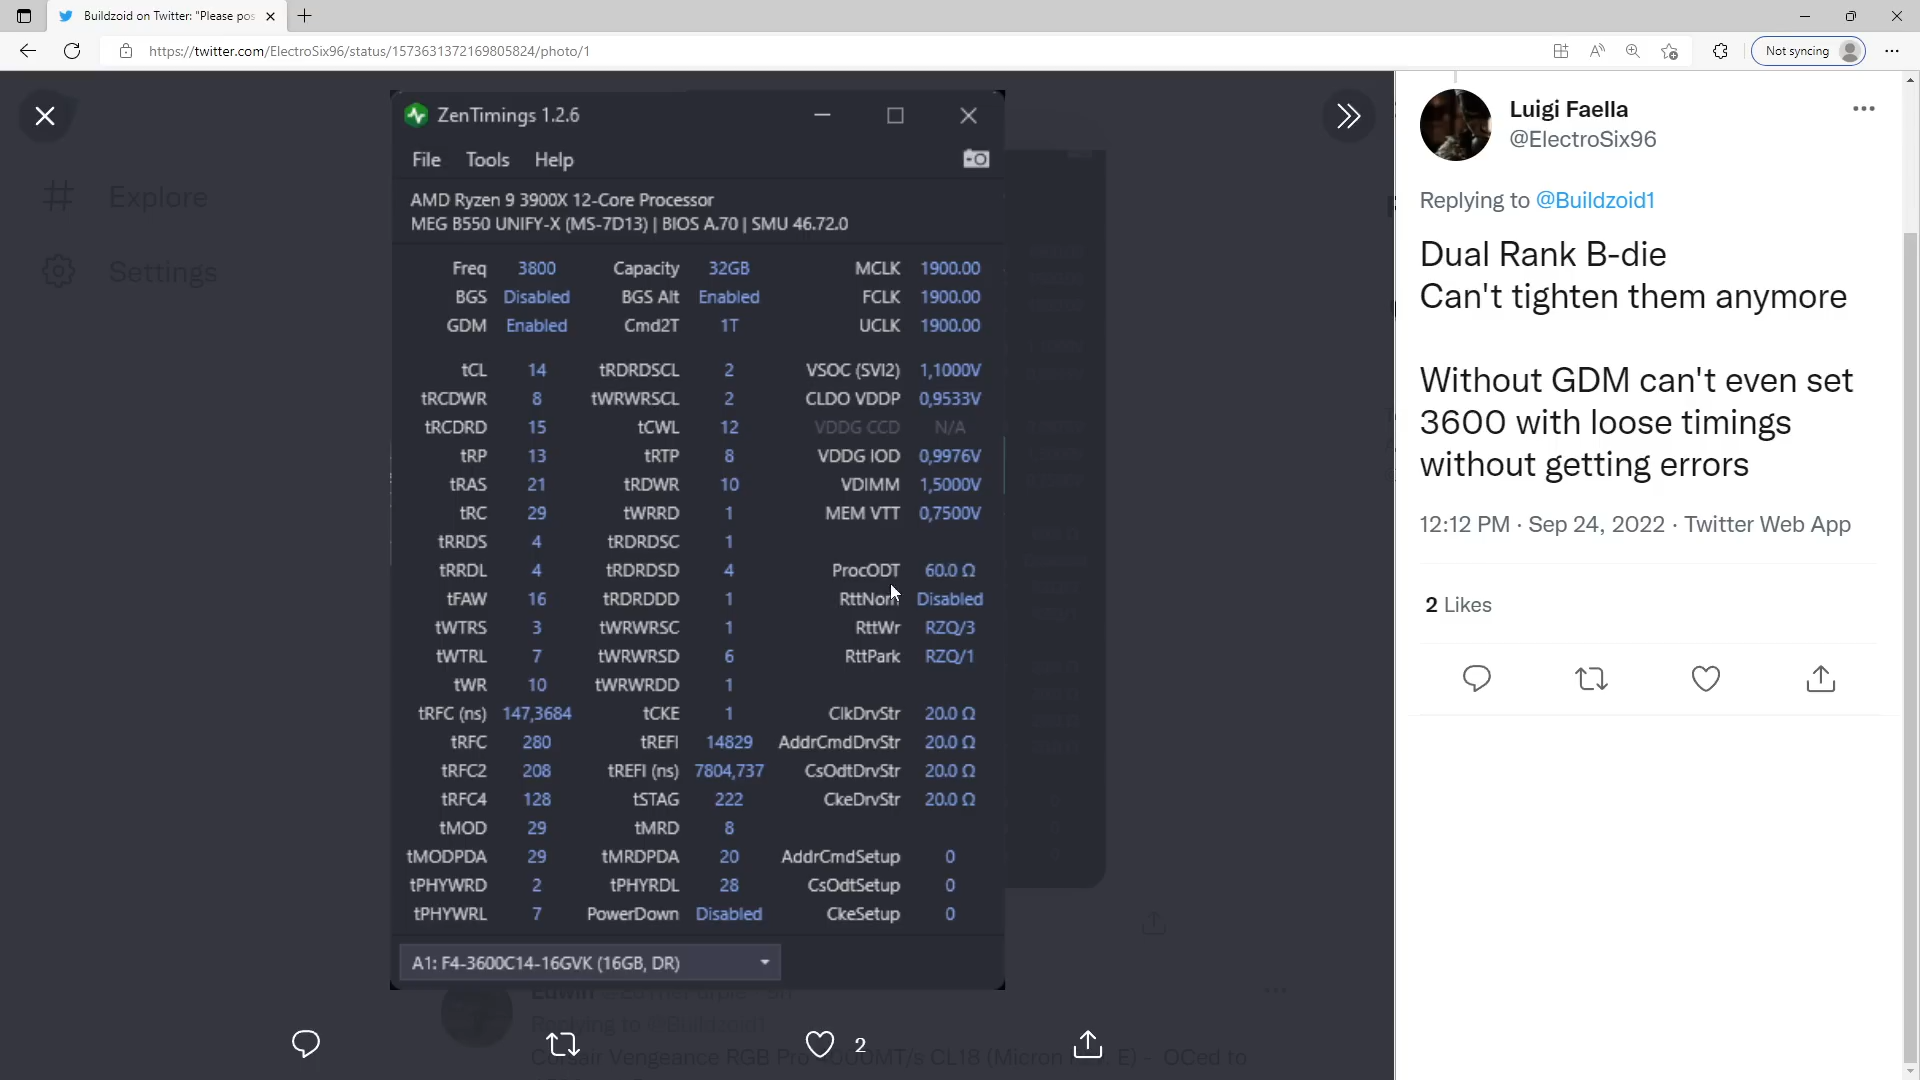 Buildzoid on Twitter: "Please pos
https://twitter.com/ElectroSix96/status/1573631372169805824/photo/1
Not syncing
Explore
Settings
ZenTimings 1.2.6
File Tools Help
AMD Ryzen 9 3900X 12-Core Processor
MEG B550 UNIFY-X (MS-7D13) | BIOS A.70 | SMU 46.72.0
Freq 3800 Capacity 32GB MCLK 1900.00
BGS Disabled BGS Alt Enabled FCLK 1900.00
GDM Enabled Cmd2T 1T UCLK 1900.00
tCL 14 tRDRDSCL 2 VSOC (SVI2) 1,1000V
tRCDWR 8 tWRWRSCL 2 CLDO VDDP 0,9533V
tRCDRD 15 tCWL 12 VDDG CCD N/A
tRP 13 tRTP 8 VDDG IOD 0,9976V
tRAS 21 tRDWR 10 VDIMM 1,5000V
tRC 29 tWRRD 1 MEM VTT 0,7500V
tRRDS 4 tRDRDSC 1
tRRDL 4 tRDRDSD 4 ProcODT 60.0 Ω
tFAW 16 tRDRDDD 1 RttNom Disabled
tWTRS 3 tWRWRSC 1 RttWr RZQ/3
tWTRL 7 tWRWRSD 6 RttPark RZQ/1
tWR 10 tWRWRDD 1
tRFC (ns) 147,3684 tCKE 1 ClkDrvStr 20.0 Ω
tRFC 280 tREFI 14829 AddrCmdDrvStr 20.0 Ω
tRFC2 208 tREFI (ns) 7804,737 CsOdtDrvStr 20.0 Ω
tRFC4 128 tSTAG 222 CkeDrvStr 20.0 Ω
tMOD 29 tMRD 8
tMODPDA 29 tMRDPDA 20 AddrCmdSetup 0
tPHYWRD 2 tPHYRDL 28 CsOdtSetup 0
tPHYWRL 7 PowerDown Disabled CkeSetup 0
A1: F4-3600C14-16GVK (16GB, DR)
Replying to @Buildzoid1
2
Luigi Faella
@ElectroSix96
Replying to @Buildzoid1
Dual Rank B-die
Can't tighten them anymore
Without GDM can't even set
3600 with loose timings
without getting errors
12:12 PM · Sep 24, 2022 · Twitter Web App
2 Likes